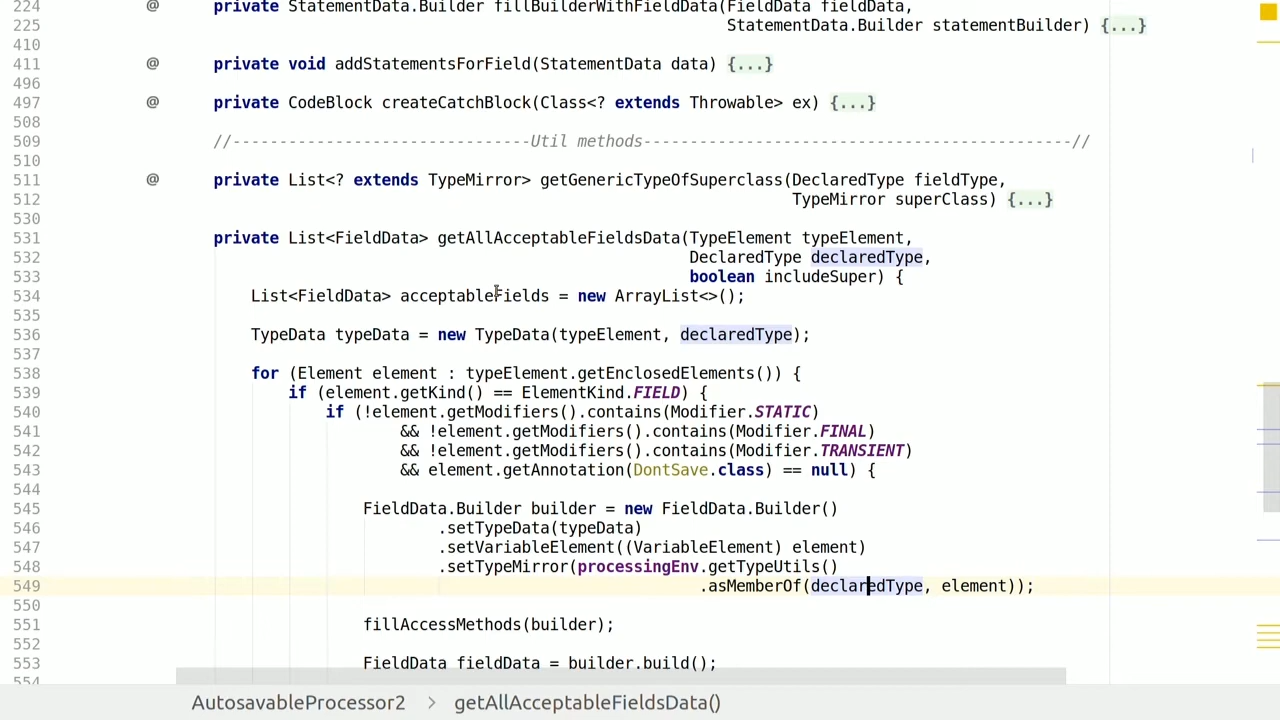 224 @ private StatementData.Builder fillBuilderWithFieldData(FieldData fieldData,
225 StatementData.Builder statementBuilder) {...}
410
411 @ private void addStatementsForField(StatementData data) {...}
496
497 @ private CodeBlock createCatchBlock(Class<? extends Throwable> ex) {...}
508
509 //--------------------------------Util methods----------------------------------------------//
510
511 @ private List<? extends TypeMirror> getGenericTypeOfSuperclass(DeclaredType fieldType,
512 TypeMirror superClass) {...}
530
531 private List<FieldData> getAllAcceptableFieldsData(TypeElement typeElement,
532 DeclaredType declaredType,
533 boolean includeSuper) {
534 List<FieldData> acceptableFields = new ArrayList<>();
535
536 TypeData typeData = new TypeData(typeElement, declaredType);
537
538 for (Element element : typeElement.getEnclosedElements()) {
539 if (element.getKind() == ElementKind.FIELD) {
540 if (!element.getModifiers().contains(Modifier.STATIC)
541 && !element.getModifiers().contains(Modifier.FINAL)
542 && !element.getModifiers().contains(Modifier.TRANSIENT)
543 && element.getAnnotation(DontSave.class) == null) {
544
545 FieldData.Builder builder = new FieldData.Builder()
546 .setTypeData(typeData)
547 .setVariableElement((VariableElement) element)
548 .setTypeMirror(processingEnv.getTypeUtils()
549 .asMemberOf(declaredType, element));
550
551 fillAccessMethods(builder);
552
553 FieldData fieldData = builder.build();
554
AutosavableProcessor2 > getAllAcceptableFieldsData()